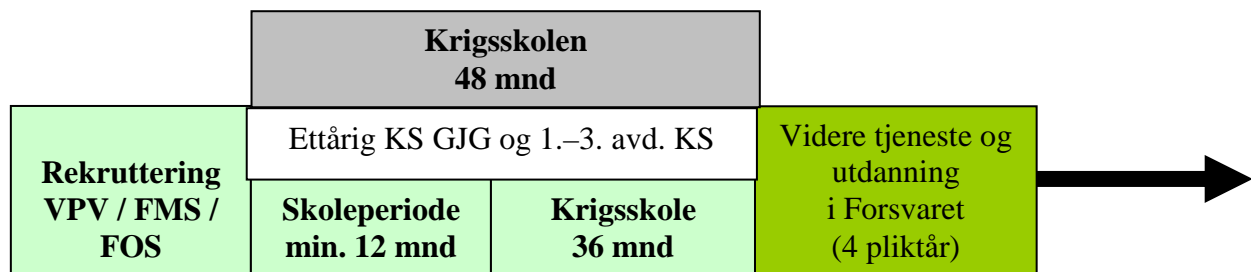 Krigsskolen
48 mnd
Ettårig KS GJG og 1.–3. avd. KS
Rekruttering
VPV / FMS /
FOS
Skoleperiode
min. 12 mnd
Krigsskole
36 mnd
Videre tjeneste og
utdanning
i Forsvaret
(4 pliktår)